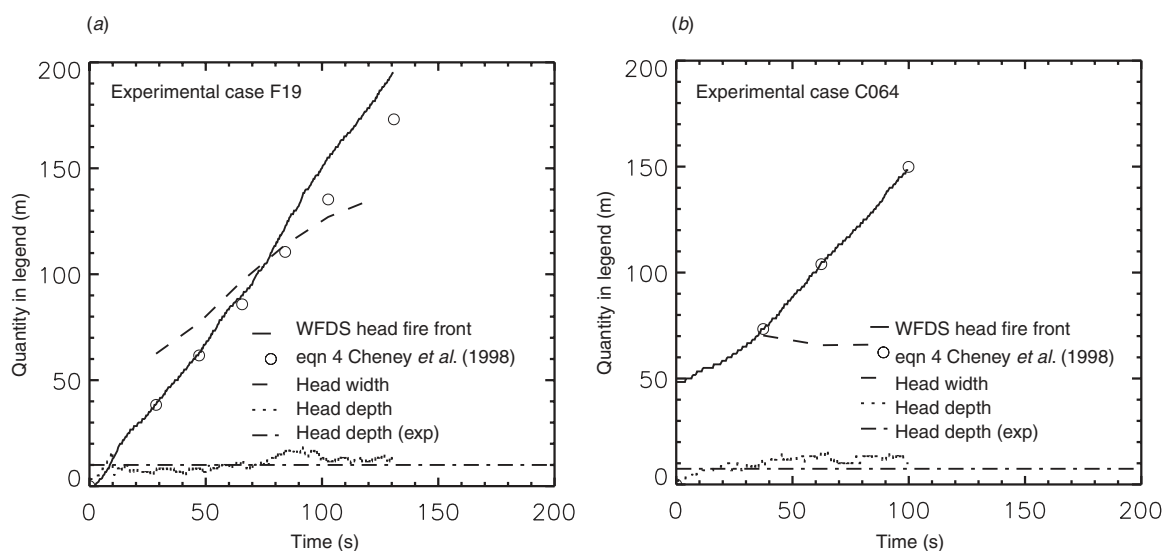 (a)
Experimental case F19
200
150
100
50
0
Quantity in legend (m)
WFDS head fire front
eqn 4 Cheney et al. (1998)
Head width
Head depth
Head depth (exp)
0 50 100 150 200
Time (s)
(b)
Experimental case C064
200
150
100
50
0
Quantity in legend (m)
WFDS head fire front
eqn 4 Cheney et al. (1998)
Head width
Head depth
Head depth (exp)
0 50 100 150 200
Time (s)